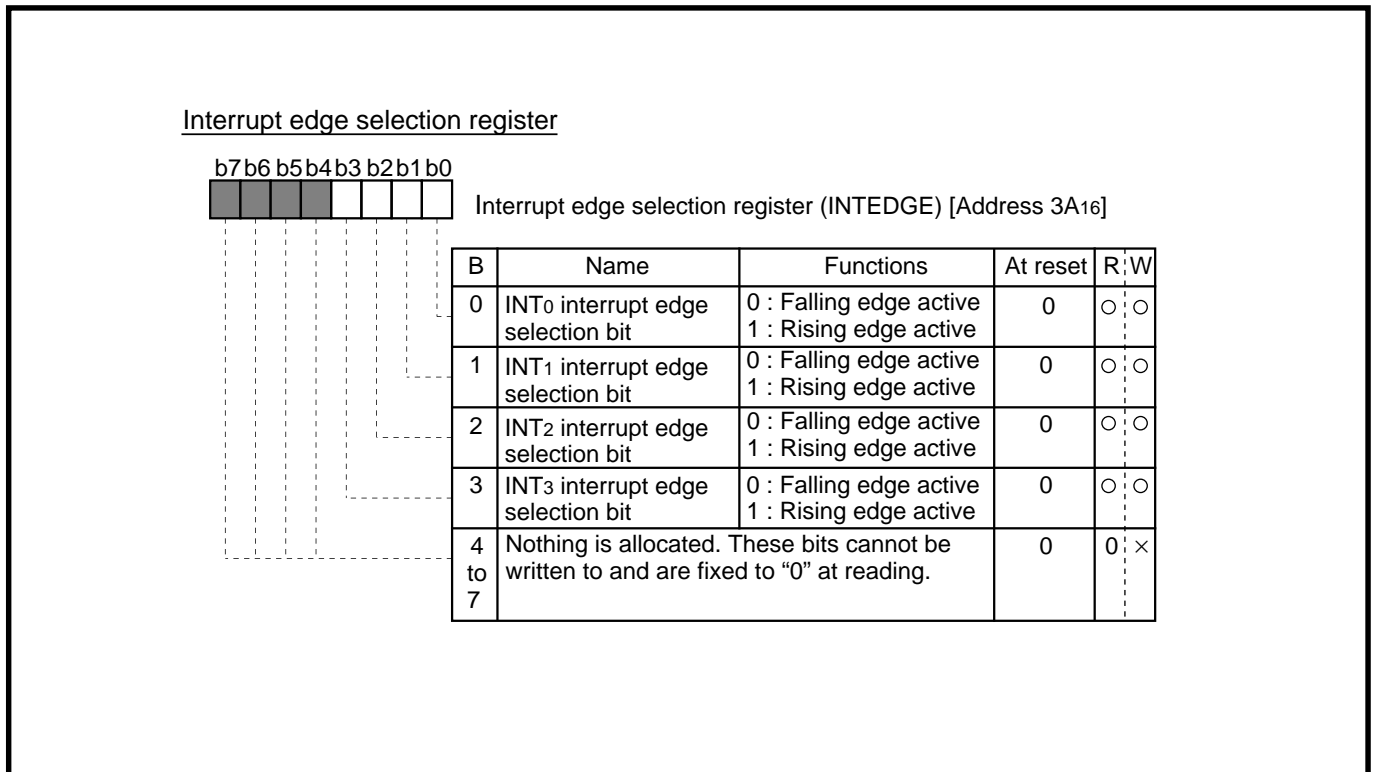 Interrupt edge selection register
b7 b6 b5 b4 b3 b2 b1 b0
Interrupt edge selection register (INTEDGE) [Address 3A16]
B Name Functions At reset R W
0 INT0 interrupt edge selection bit 0 : Falling edge active 1 : Rising edge active 0 ○ ○
1 INT1 interrupt edge selection bit 0 : Falling edge active 1 : Rising edge active 0 ○ ○
2 INT2 interrupt edge selection bit 0 : Falling edge active 1 : Rising edge active 0 ○ ○
3 INT3 interrupt edge selection bit 0 : Falling edge active 1 : Rising edge active 0 ○ ○
4 to 7 Nothing is allocated. These bits cannot be written to and are fixed to “0” at reading. 0 0 ×